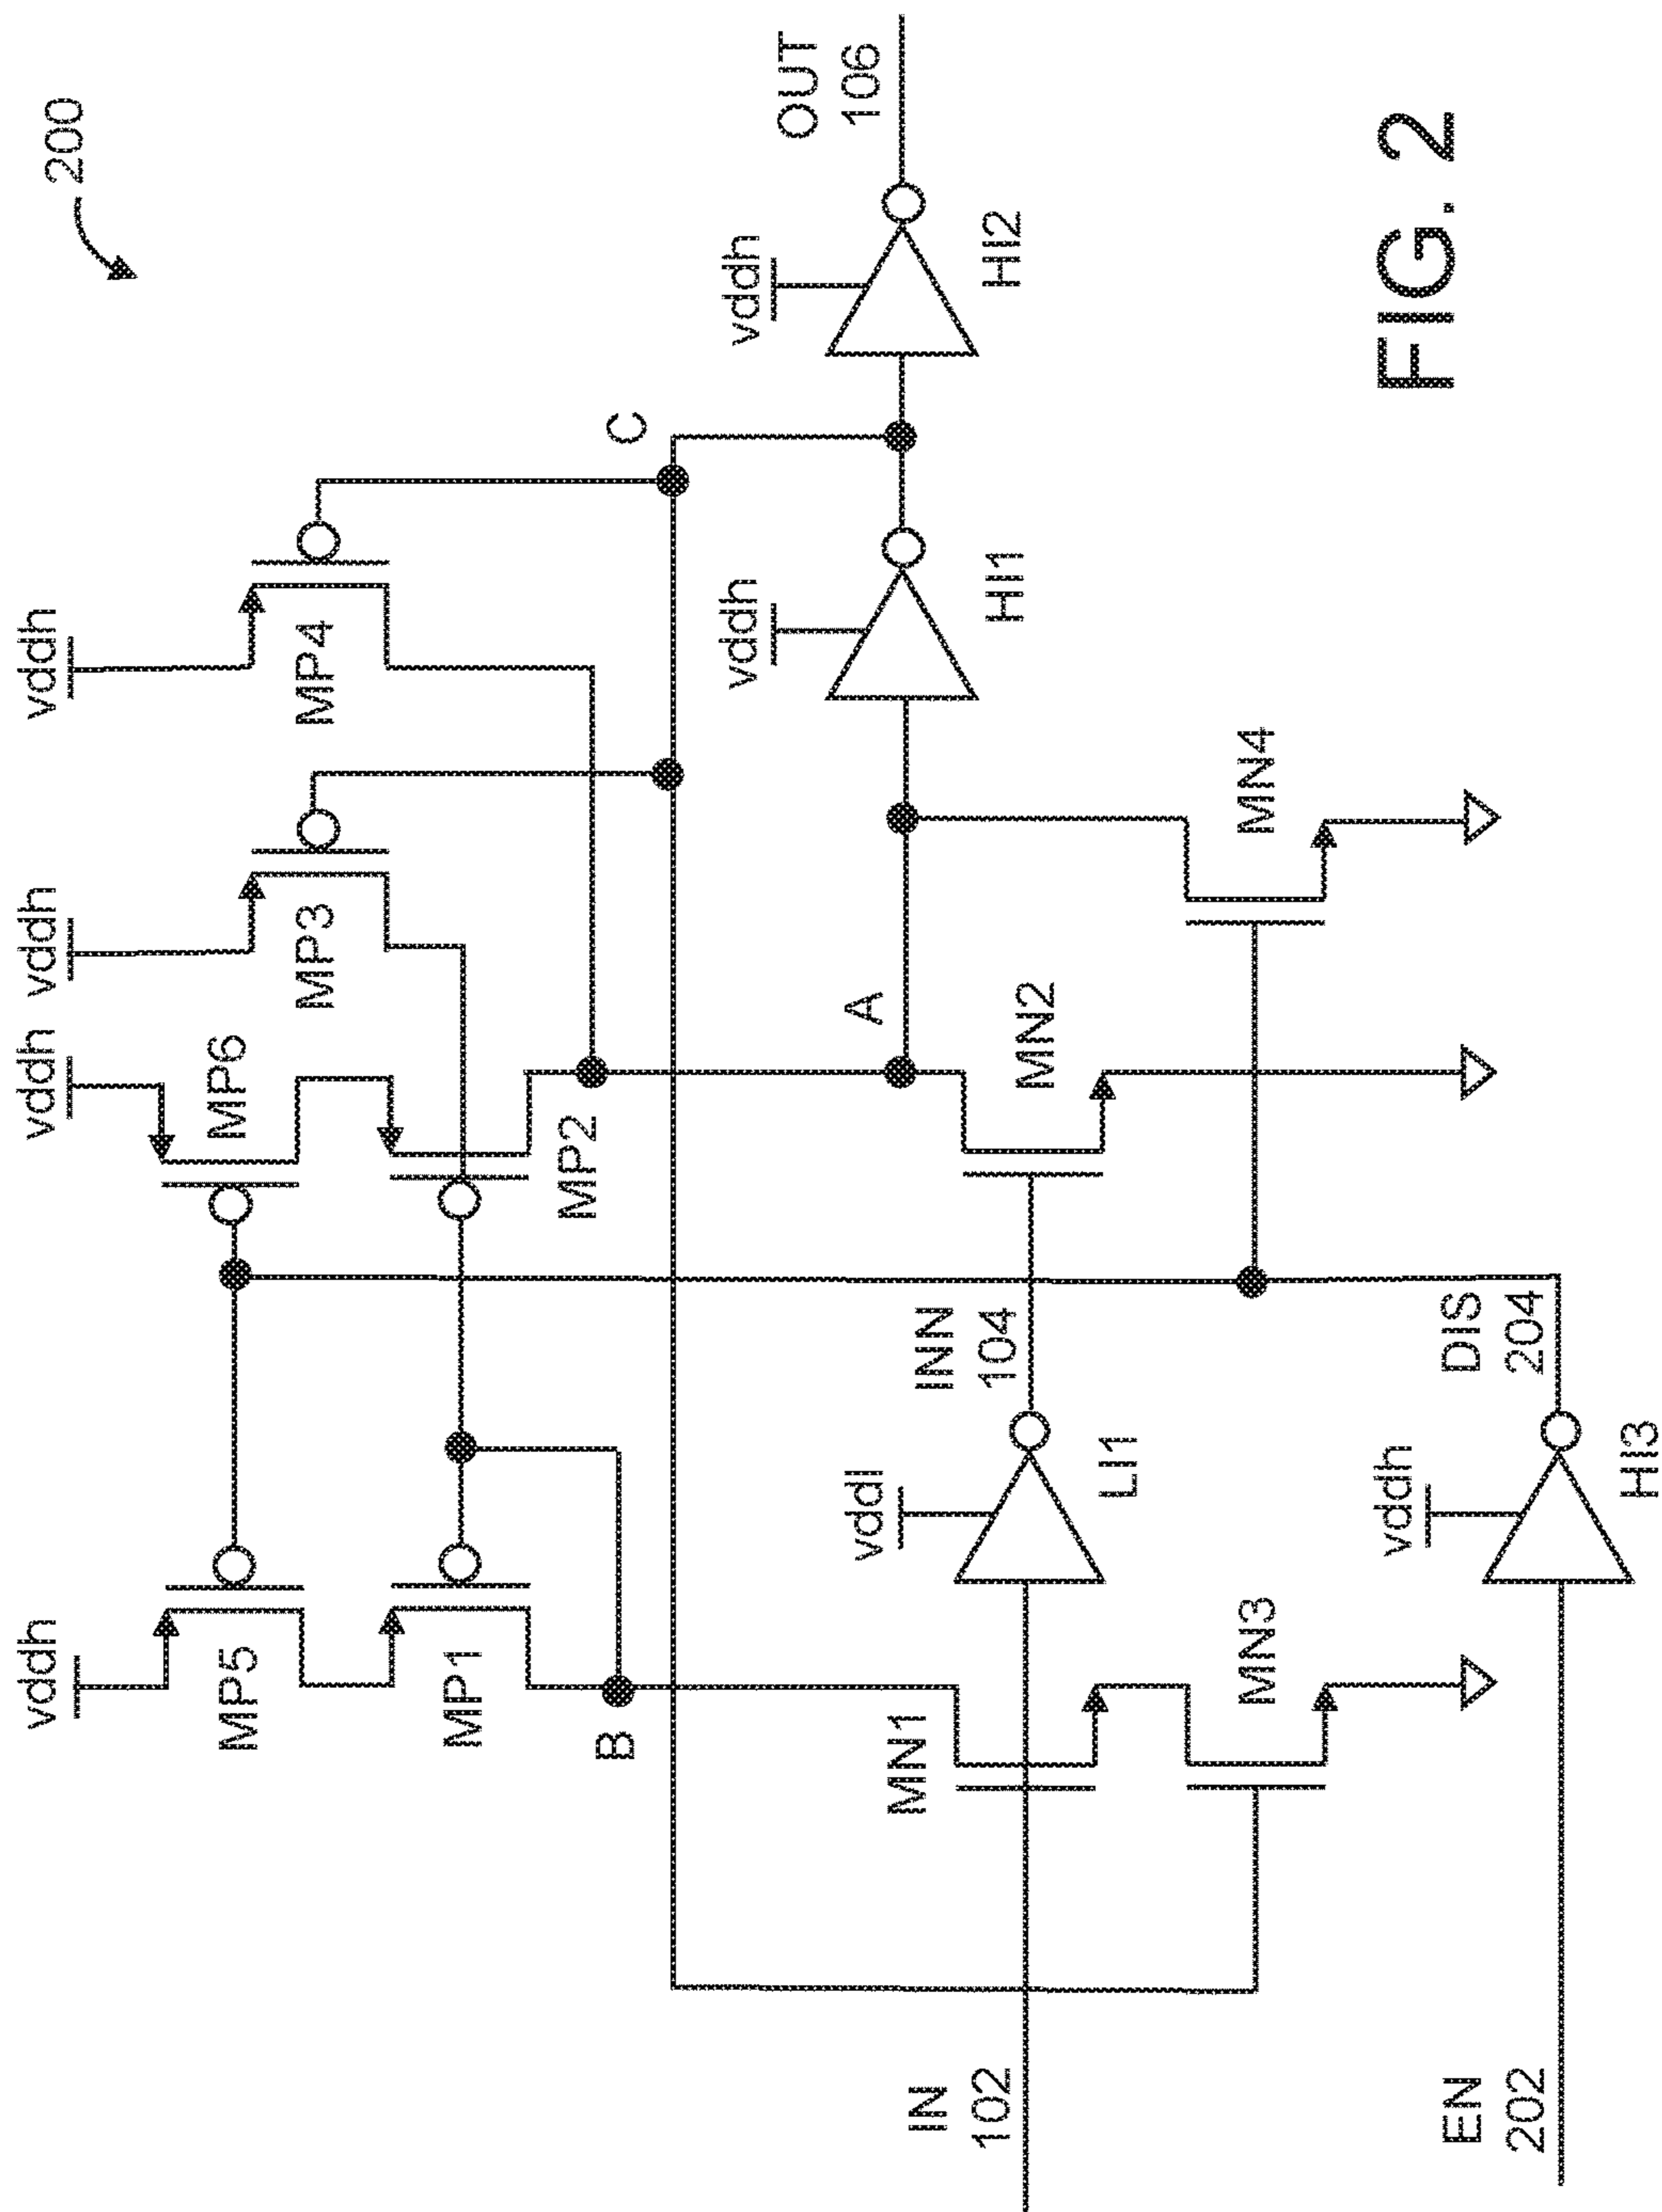 200
vddh
vddh
vddh
vddh
MP5
MP6
MP3
MP4
MP1
MP2
B
C
A
vddh
vddh
OUT
106
HI1
HI2
MN1
IN
102
vddl
INN
104
LI1
MN2
MN3
MN4
EN
202
vddh
DIS
204
HI3
FIG. 2